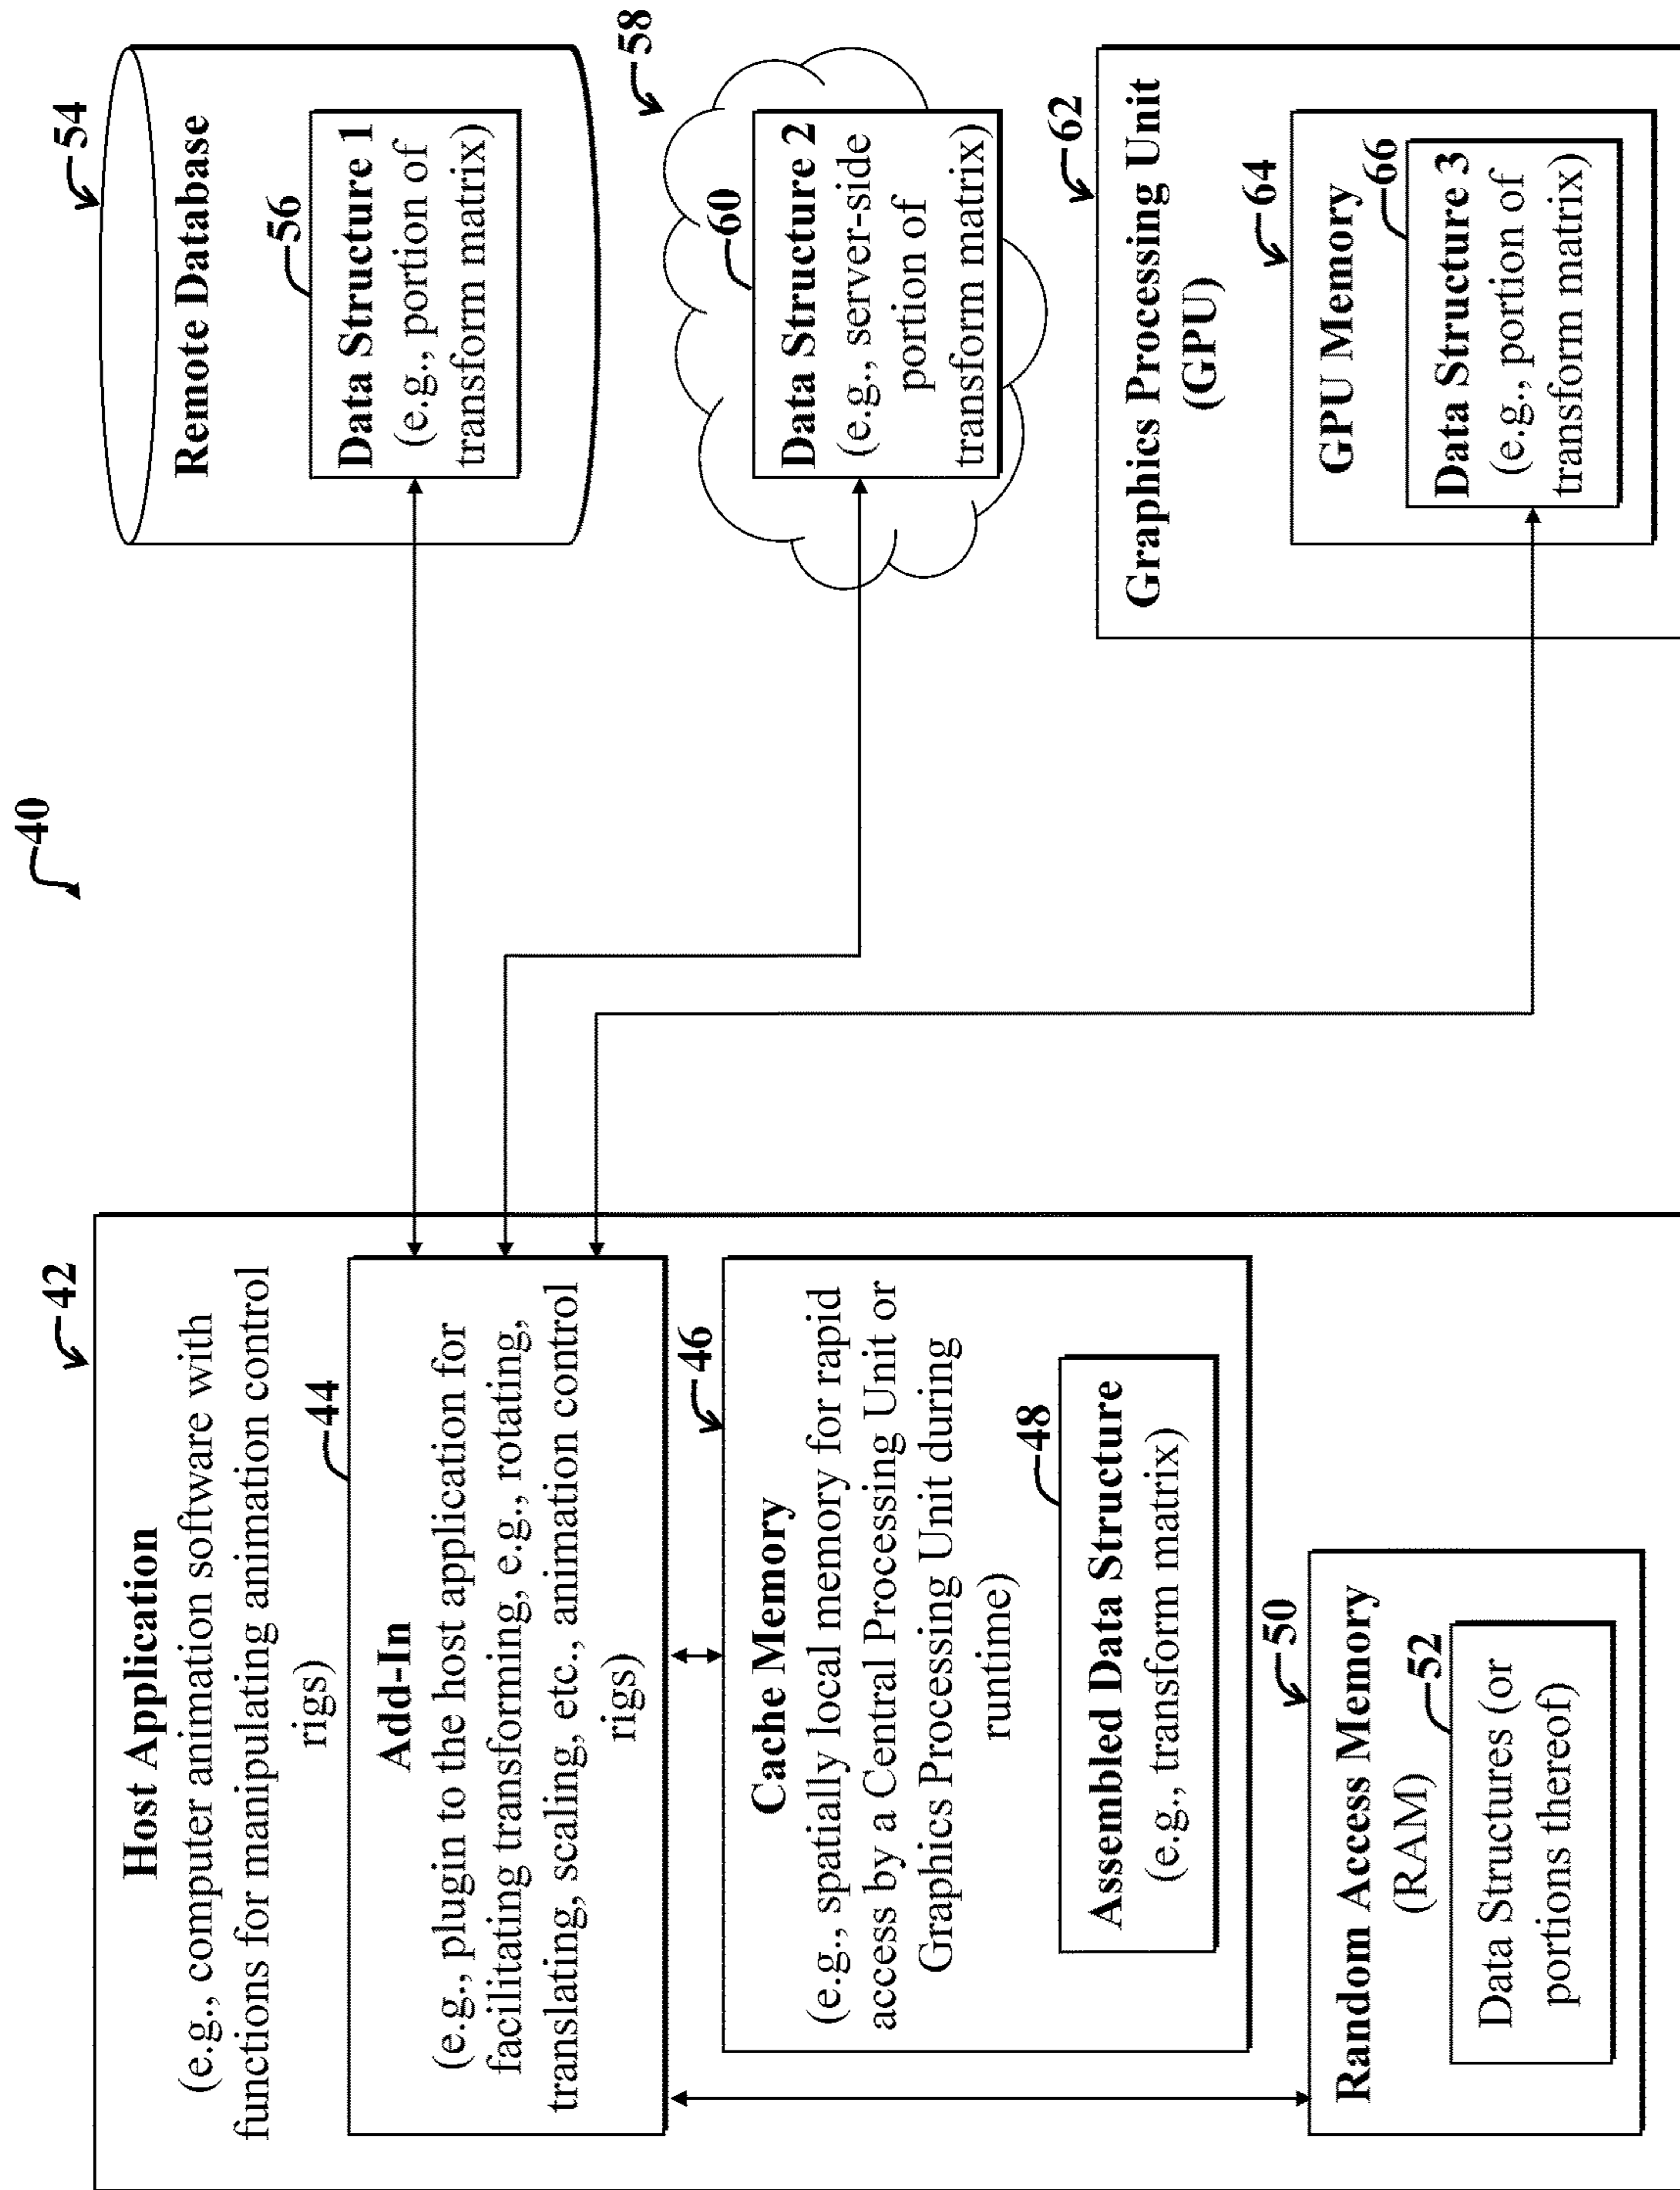 40
42
Host Application
(e.g., computer animation software with
functions for manipulating animation control
rigs)
44
Add-In
(e.g., plugin to the host application for
facilitating transforming, e.g., rotating,
translating, scaling, etc., animation control
rigs)
46
Cache Memory
(e.g., spatially local memory for rapid
access by a Central Processing Unit or
Graphics Processing Unit during
runtime)
48
Assembled Data Structure
(e.g., transform matrix)
50
Random Access Memory
(RAM)
52
Data Structures (or
portions thereof)
54
Remote Database
56
Data Structure 1
(e.g., portion of
transform matrix)
58
60
Data Structure 2
(e.g., server-side
portion of
transform matrix)
62
Graphics Processing Unit
(GPU)
64
GPU Memory
66
Data Structure 3
(e.g., portion of
transform matrix)